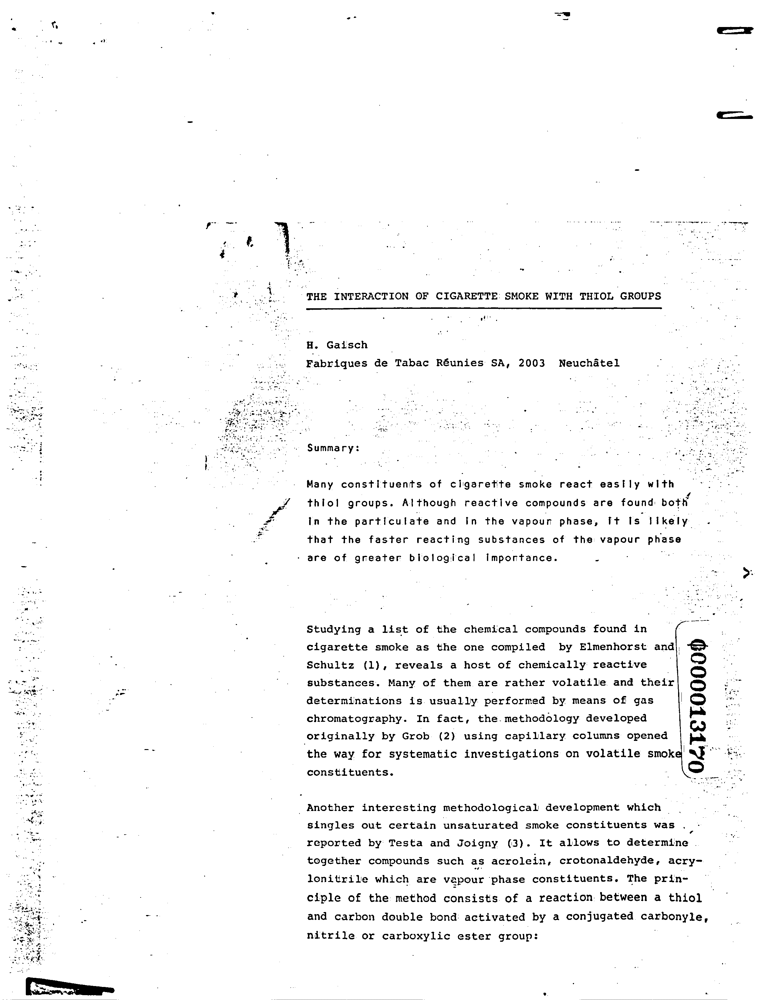 THE INTERACTION OF CIGARETTE SMOKE WITH THIOL GROUPS
H. Gaisch
Fabriques de Tabac Réunies SA, 2003 Neuchâtel
Summary:
Many constituents of cigarette smoke react easily with
thiol groups. Although reactive compounds are found both
in the particulate and in the vapour phase, it is likely
that the faster reacting substances of the vapour phase
are of greater biological importance.
Studying a list of the chemical compounds found in
cigarette smoke as the one compiled by Elmenhorst and
Schultz (1), reveals a host of chemically reactive
substances. Many of them are rather volatile and their
determinations is usually performed by means of gas
chromatography. In fact, the methodology developed
originally by Grob (2) using capillary columns opened
the way for systematic investigations on volatile smoke
constituents.
Another interesting methodological development which
singles out certain unsaturated smoke constituents was
reported by Testa and Joigny (3). It allows to determine
together compounds such as acrolein, crotonaldehyde, acry-
lonitrile which are vapour phase constituents. The prin-
ciple of the method consists of a reaction between a thiol
and carbon double bond activated by a conjugated carbonyle,
nitrile or carboxylic ester group: